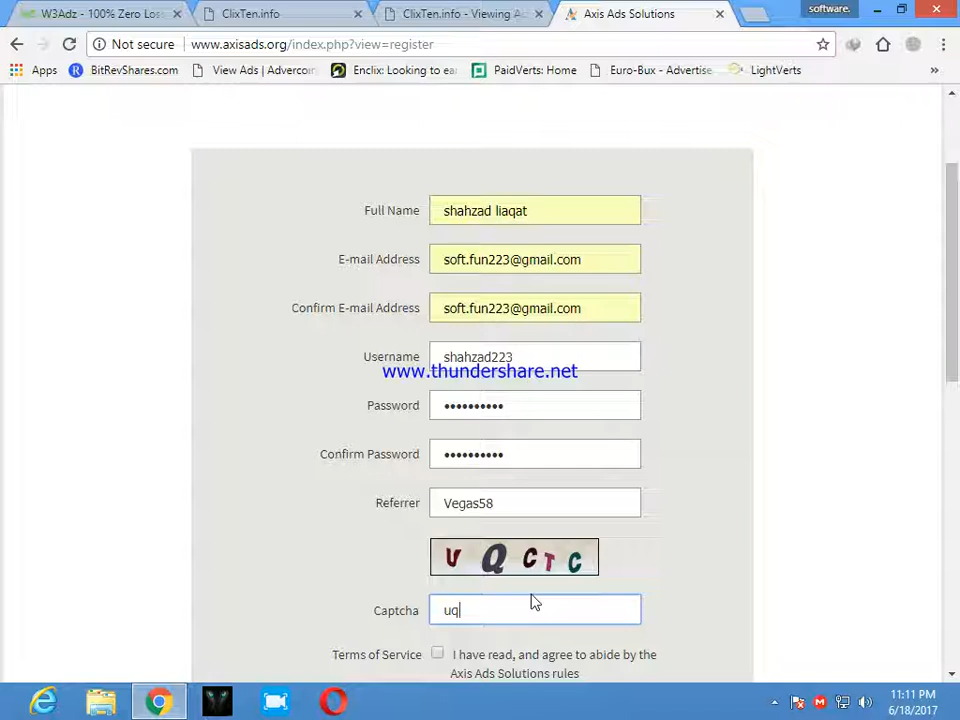 W3Adz - 100% Zero Los
ClixTen.info
ClixTen.info - Viewing Ac
Axis Ads Solutions
software.
Not secure
www.axisads.org/index.php?view=register
Apps
BitRevShares.com
View Ads | Advercoin
Enclix: Looking to ea
PaidVerts: Home
Euro-Bux - Advertise
LightVerts
»
Full Name shahzad liaqat
E-mail Address soft.fun223@gmail.com
Confirm E-mail Address soft.fun223@gmail.com
Username shahzad223
www.thundershare.net
Password ••••••••••
Confirm Password ••••••••••
Referrer Vegas58
U Q C T C
Captcha uq
Terms of Service I have read, and agree to abide by the
Axis Ads Solutions rules
11:11 PM
6/18/2017